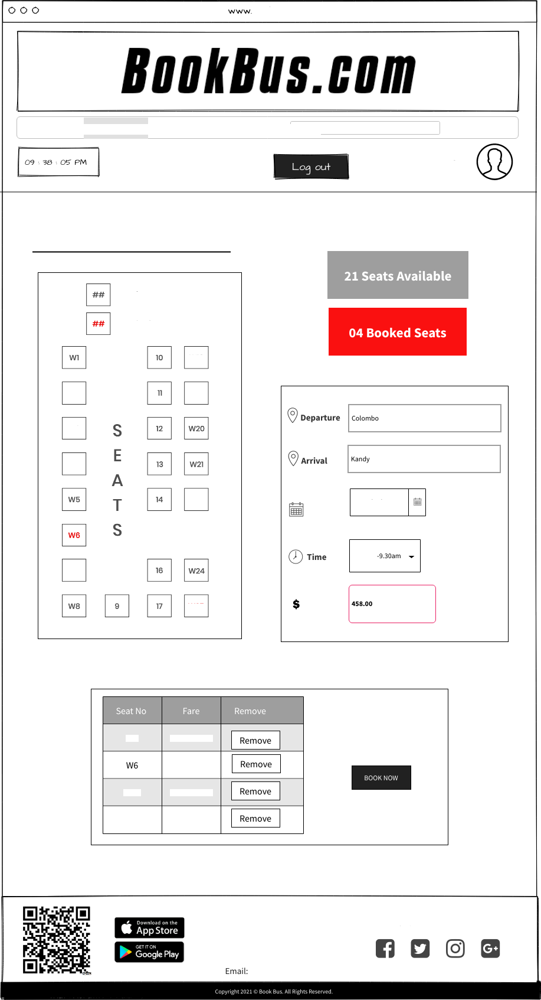 www.
BookBus.com
09 : 38 : 05 PM
Log out
21 Seats Available
##
##
04 Booked Seats
W1
10
11
12
W20
13
W21
W5
14
W6
16
W24
W8
9
17
S
E
A
T
S
Departure
Colombo
Arrival
Kandy
Time
-9.30am
$
458.00
Seat No
Fare
Remove
Remove
W6
Remove
Remove
Remove
BOOK NOW
Download on the
App Store
GET IT ON
Google Play
Email:
Copyright 2021 © Book Bus. All Rights Reserved.